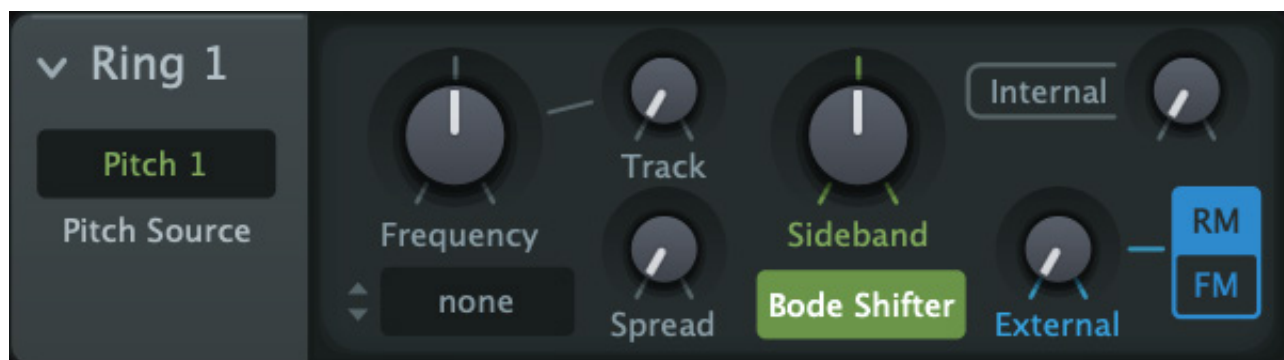 Ring 1
Pitch 1
Pitch Source
Frequency
none
Track
Spread
Sideband
Bode Shifter
Internal
External
RM
FM